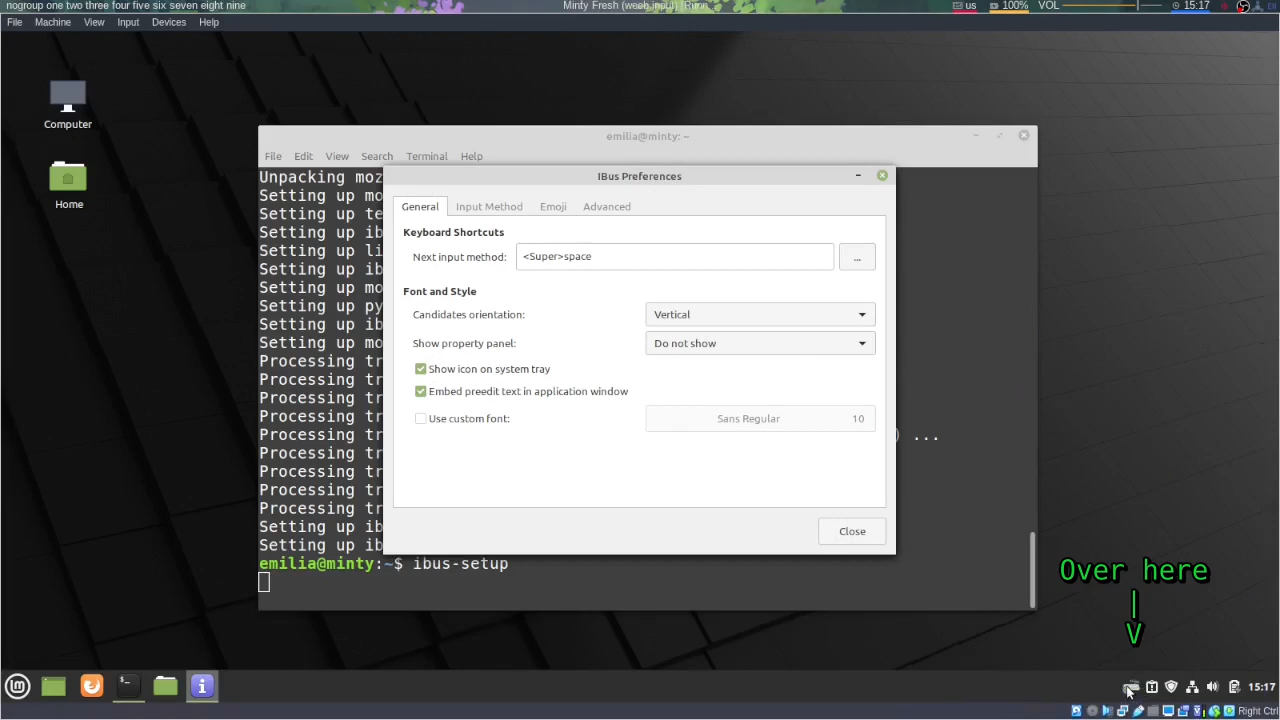 nogroup one two three four five six seven eight nine
Minty Fresh (weeb input) [Runn
us
100%
VOL
15:17
File Machine View Input Devices Help
Computer
Home
emilia@minty: ~
File Edit View Search Terminal Help
Unpacking moz
Setting up mo
Setting up te
Setting up ib
Setting up li
Setting up ib
Setting up mo
Setting up py
Setting up ib
Setting up mo
Processing tr
Processing tr
Processing tr
Processing tr
Processing tr
) ...
Processing tr
Processing tr
Processing tr
Processing tr
Setting up ib
Setting up ib
emilia@minty:~$ ibus-setup
IBus Preferences
General Input Method Emoji Advanced
Keyboard Shortcuts
Next input method: <Super>space ...
Font and Style
Candidates orientation: Vertical
Show property panel: Do not show
Show icon on system tray
Embed preedit text in application window
Use custom font: Sans Regular 10
Close
Over here
|
V
15:17
Right Ctrl